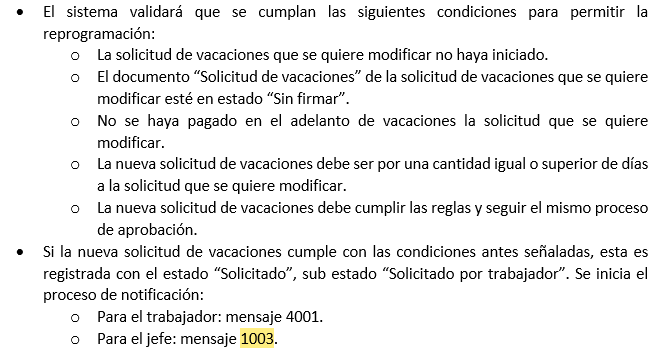 • El sistema validará que se cumplan las siguientes condiciones para permitir la
reprogramación:
o La solicitud de vacaciones que se quiere modificar no haya iniciado.
o El documento “Solicitud de vacaciones” de la solicitud de vacaciones que se quiere
modificar esté en estado “Sin firmar”.
o No se haya pagado en el adelanto de vacaciones la solicitud que se quiere
modificar.
o La nueva solicitud de vacaciones debe ser por una cantidad igual o superior de días
a la solicitud que se quiere modificar.
o La nueva solicitud de vacaciones debe cumplir las reglas y seguir el mismo proceso
de aprobación.
• Si la nueva solicitud de vacaciones cumple con las condiciones antes señaladas, esta es
registrada con el estado “Solicitado”, sub estado “Solicitado por trabajador”. Se inicia el
proceso de notificación:
o Para el trabajador: mensaje 4001.
o Para el jefe: mensaje 1003.